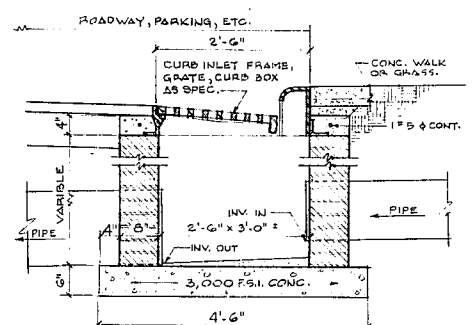 ROADWAY, PARKING, ETC.
2'-6"
CURB INLET FRAME,
GRATE, CURB BOX
AS SPEC.
CONC. WALK
OR GRASS.
4"
1 # 5 φ CONT.
VARIBLE
INV. IN
2'-6" x 3'-0" ±
4"
8"
PIPE
PIPE
INV. OUT
6"
3,000 P.S.I. CONC.
4'-6"